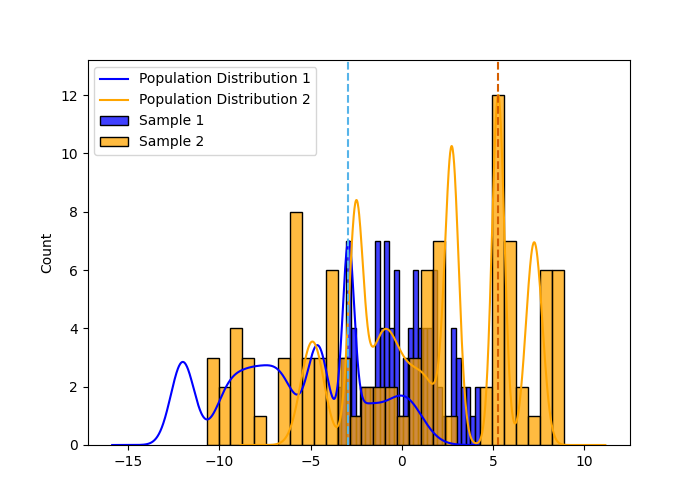 Population Distribution 1
Population Distribution 2
Sample 1
Sample 2
Count
12
10
8
6
4
2
0
−15 −10 −5 0 5 10